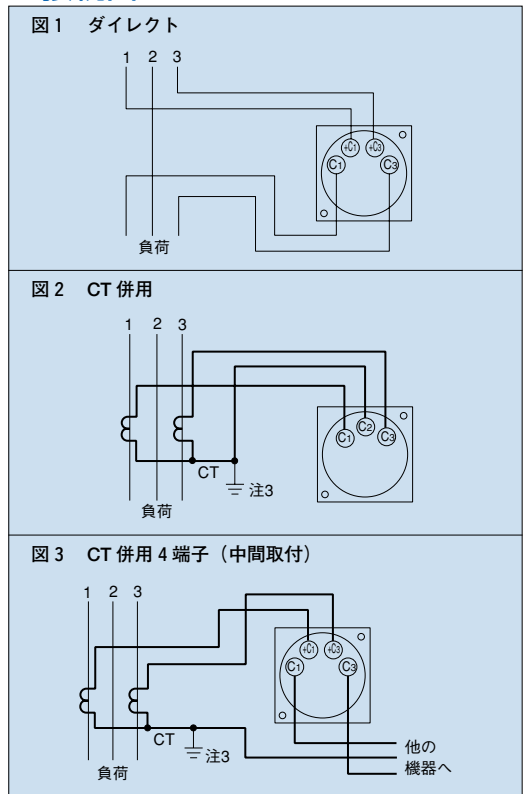 図1 ダイレクト
1 2 3
+C1 +C3
C1 C3
負荷
図2 CT 併用
1 2 3
C1 C2 C3
CT
注3
負荷
図3 CT 併用 4 端子（中間取付）
1 2 3
+C1 +C3
C1 C3
CT
注3
他の
機器へ
負荷